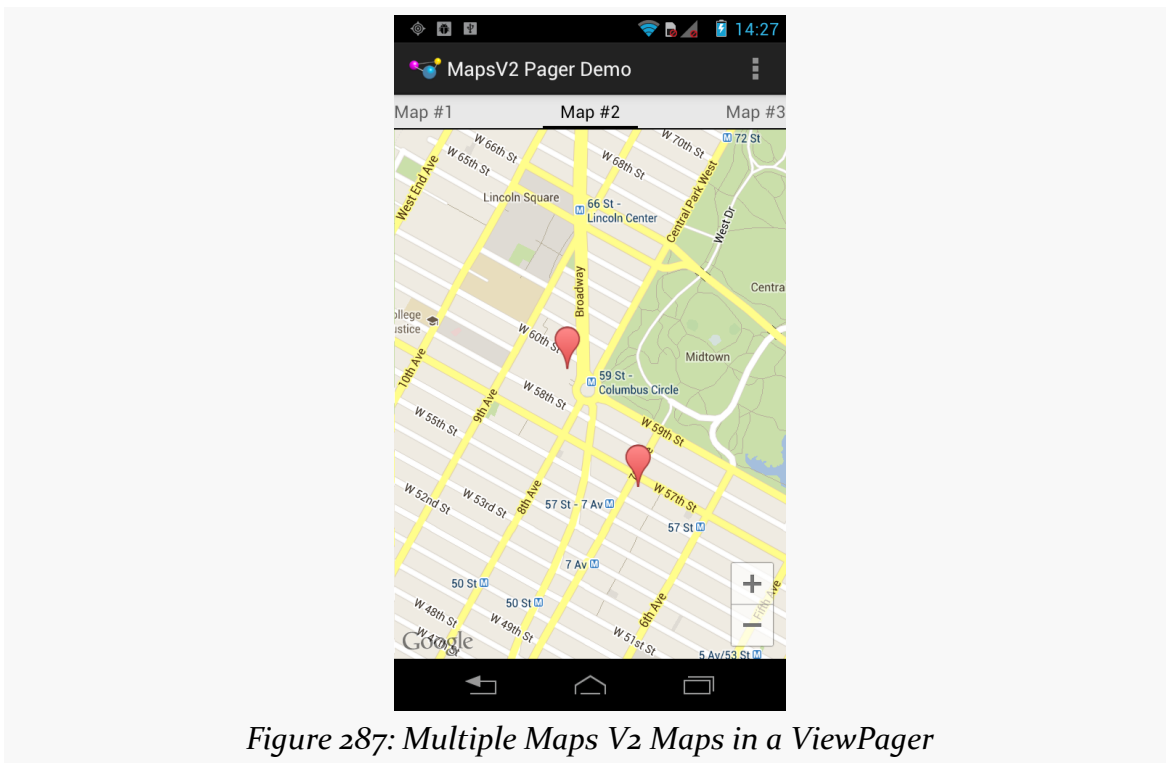 14:27
MapsV2 Pager Demo
Map #1
Map #2
Map #3
W 70th St
72 St
W 66th St
W 65th St
W 68th St
West End Ave
Central Park West
Lincoln Square
66 St -
Lincoln Center
West Dr
Broadway
Centra
ollege
ustice
W 60th St
Midtown
10th Ave
59 St -
Columbus Circle
W 58th St
9th Ave
W 55th St
W 59th St
W 57th St
W 52nd St
W 53rd St
8th Ave
57 St - 7 Av
57 St
7 Av
50 St
50 St
+
Fifth Ave
W 48th St
W 49th St
6th Ave
−
W 51st St
Google
5 Av/53 St
Figure 287: Multiple Maps V2 Maps in a ViewPager